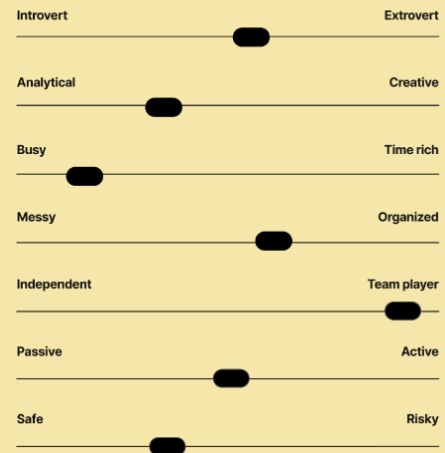 Introvert Extrovert
Analytical Creative
Busy Time rich
Messy Organized
Independent Team player
Passive Active
Safe Risky